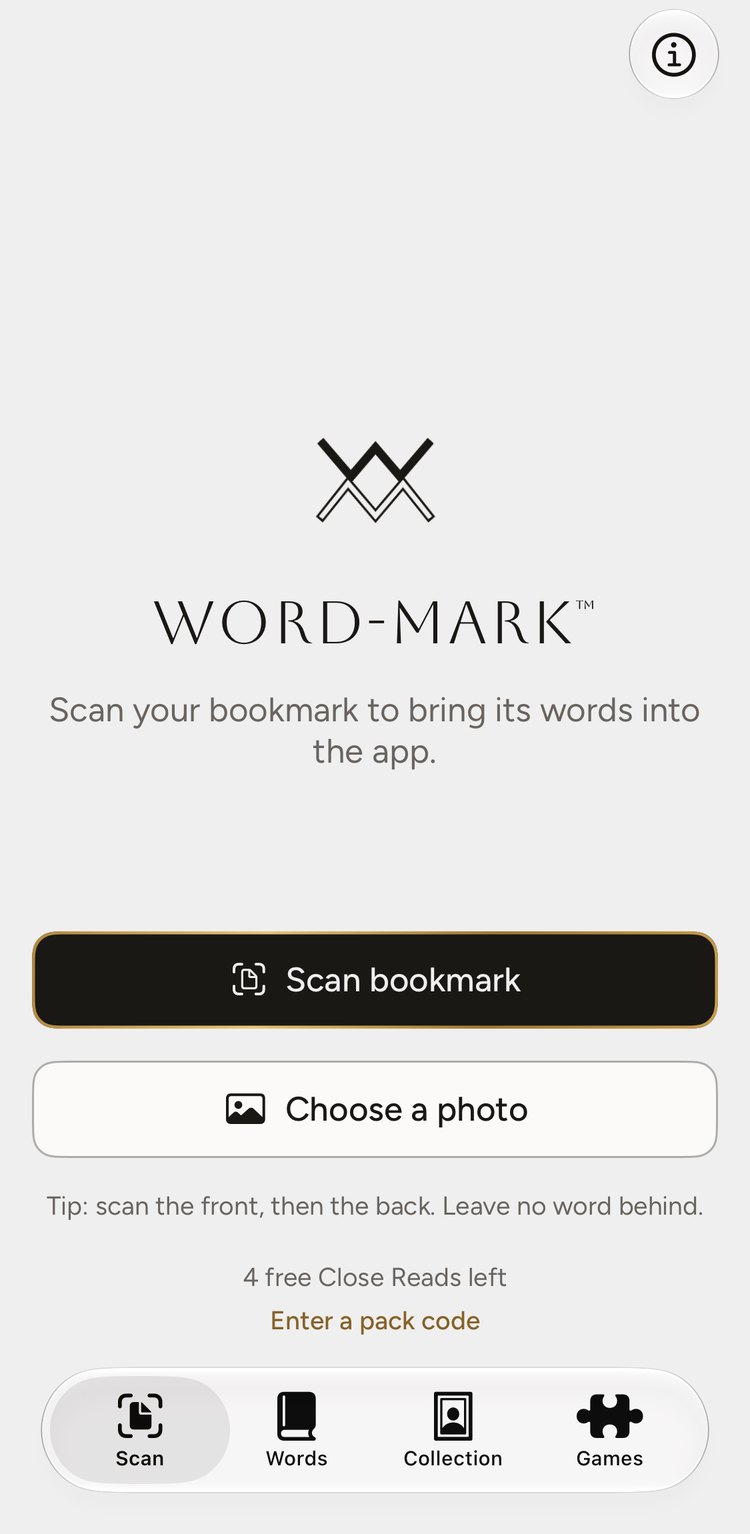 WORD-MARK™
Scan your bookmark to bring its words into
the app.
Scan bookmark
Choose a photo
Tip: scan the front, then the back. Leave no word behind.
4 free Close Reads left
Enter a pack code
Scan
Words
Collection
Games